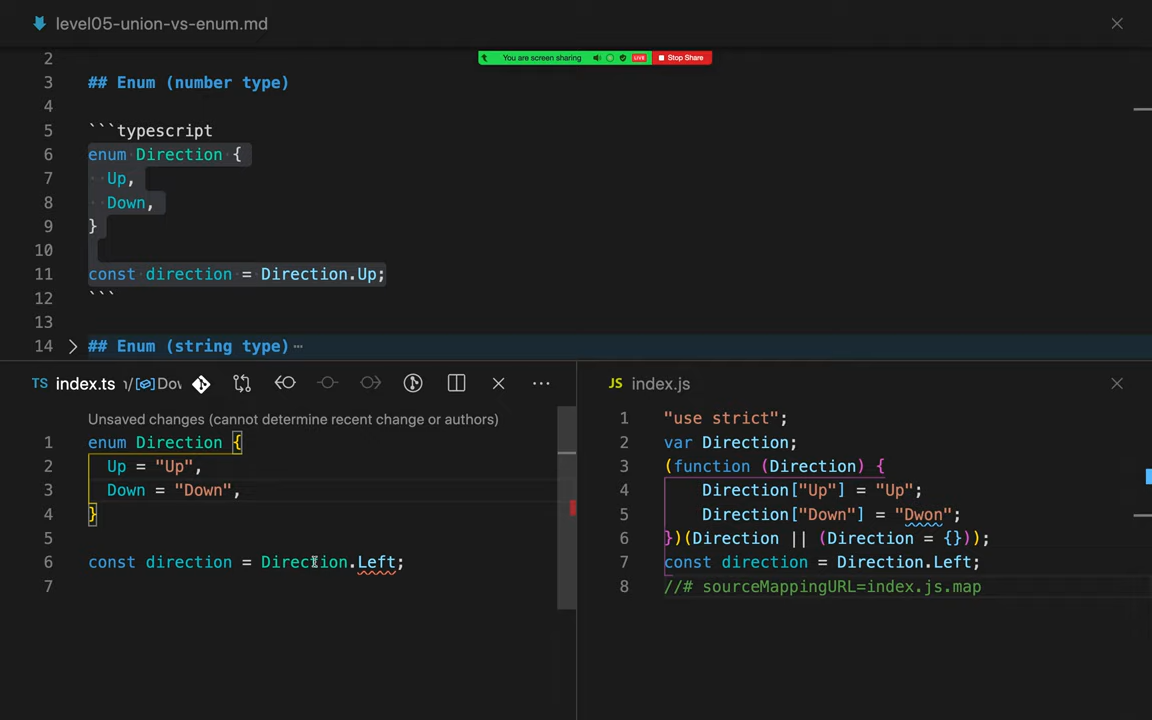 level05-union-vs-enum.md
You are screen sharing LIVE Stop Share
2
3 ## Enum (number type)
4
5 ```typescript
6 enum Direction {
7 Up,
8 Down,
9 }
10
11 const direction = Direction.Up;
12 ```
13
14 ## Enum (string type) ⋯
TS index.ts
Unsaved changes (cannot determine recent change or authors)
1 enum Direction {
2 Up = "Up",
3 Down = "Down",
4 }
5
6 const direction = Direction.Left;
7
JS index.js
1 "use strict";
2 var Direction;
3 (function (Direction) {
4 Direction["Up"] = "Up";
5 Direction["Down"] = "Dwon";
6 })(Direction || (Direction = {}));
7 const direction = Direction.Left;
8 //# sourceMappingURL=index.js.map